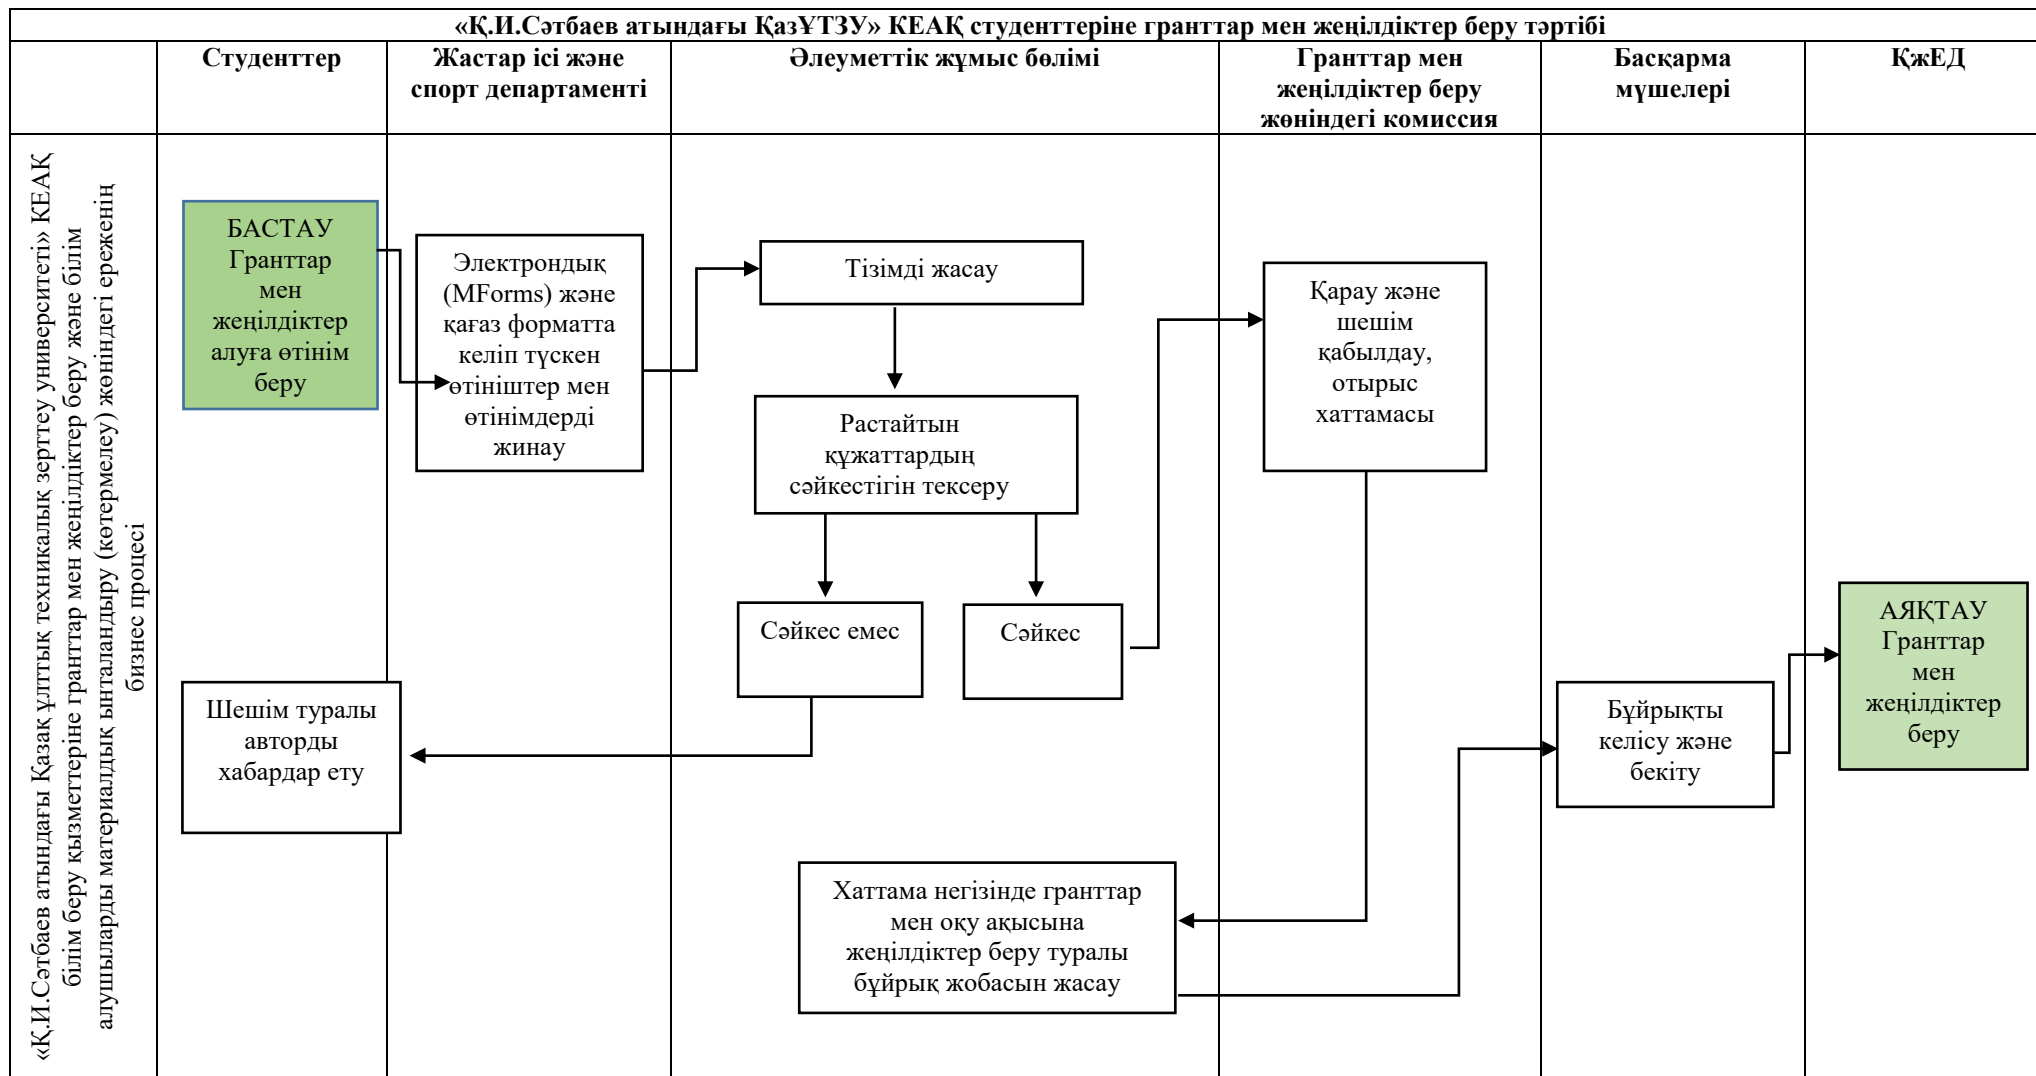 «Қ.И.Сәтбаев атындағы ҚазҰТЗУ» КЕАҚ студенттеріне гранттар мен жеңілдіктер беру тәртібі
Студенттер
Жастар ісі және
спорт департаменті
Әлеуметтік жұмыс бөлімі
Гранттар мен
жеңілдіктер беру
жөніндегі комиссия
Басқарма
мүшелері
ҚжЕД
«Қ.И.Сәтбаев атындағы Қазақ ұлттық техникалық зерттеу университеті» КЕАҚ
білім беру қызметтеріне гранттар мен жеңілдіктер беру және білім
алушыларды материалдық ынталандыру (көтермелеу) жөніндегі ереженің
бизнес процесі
БАСТАУ
Гранттар
мен
жеңілдіктер
алуға өтінім
беру
Электрондық
(MForms) және
қағаз форматта
келіп түскен
өтініштер мен
өтінімдерді
жинау
Тізімді жасау
Растайтын
құжаттардың
сәйкестігін тексеру
Сәйкес емес
Сәйкес
Қарау және
шешім
қабылдау,
отырыс
хаттамасы
Шешім туралы
авторды
хабардар ету
Хаттама негізінде гранттар
мен оқу ақысына
жеңілдіктер беру туралы
бұйрық жобасын жасау
Бұйрықты
келісу және
бекіту
АЯҚТАУ
Гранттар
мен
жеңілдіктер
беру